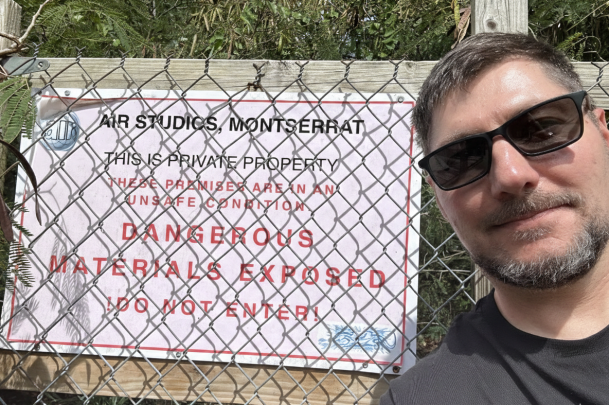 AIR STUDIOS, MONTSERRAT
THIS IS PRIVATE PROPERTY
THESE PREMISES ARE IN AN
UNSAFE CONDITION
DANGEROUS
MATERIALS EXPOSED
!DO NOT ENTER!